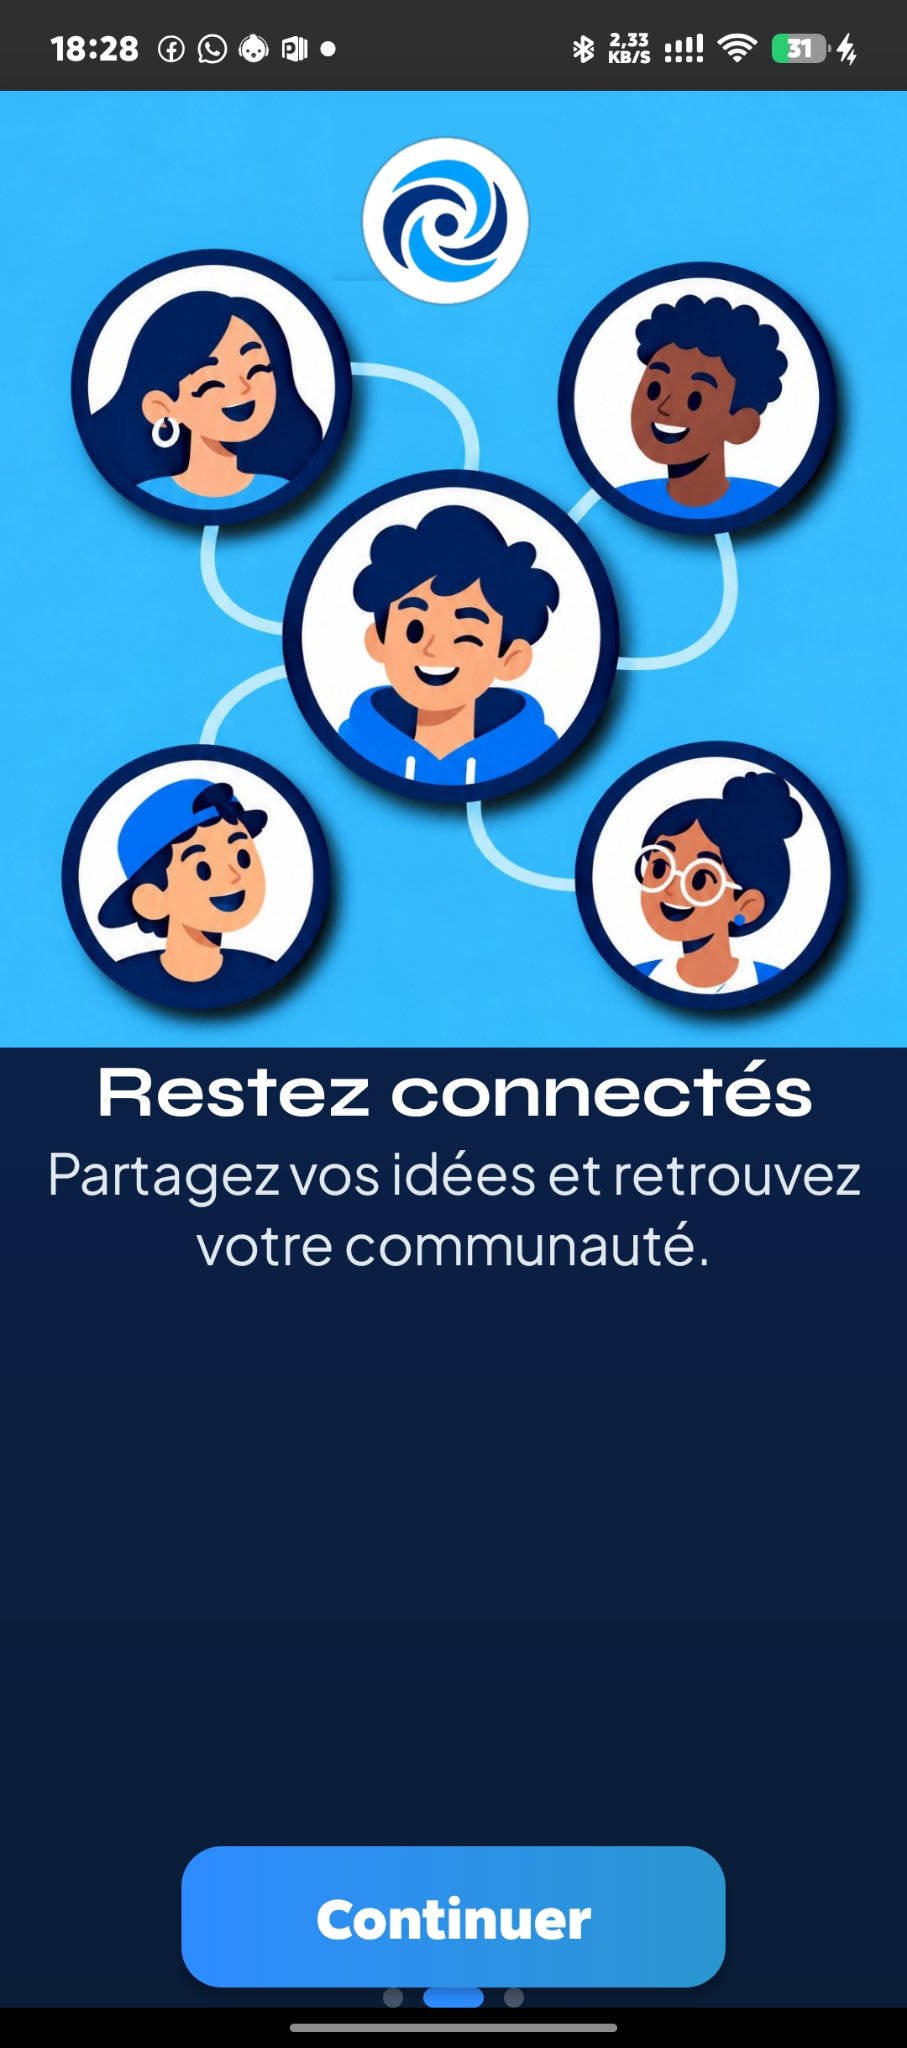 18:28
2,33
KB/S
31
Restez connectés
Partagez vos idées et retrouvez
votre communauté.
Continuer